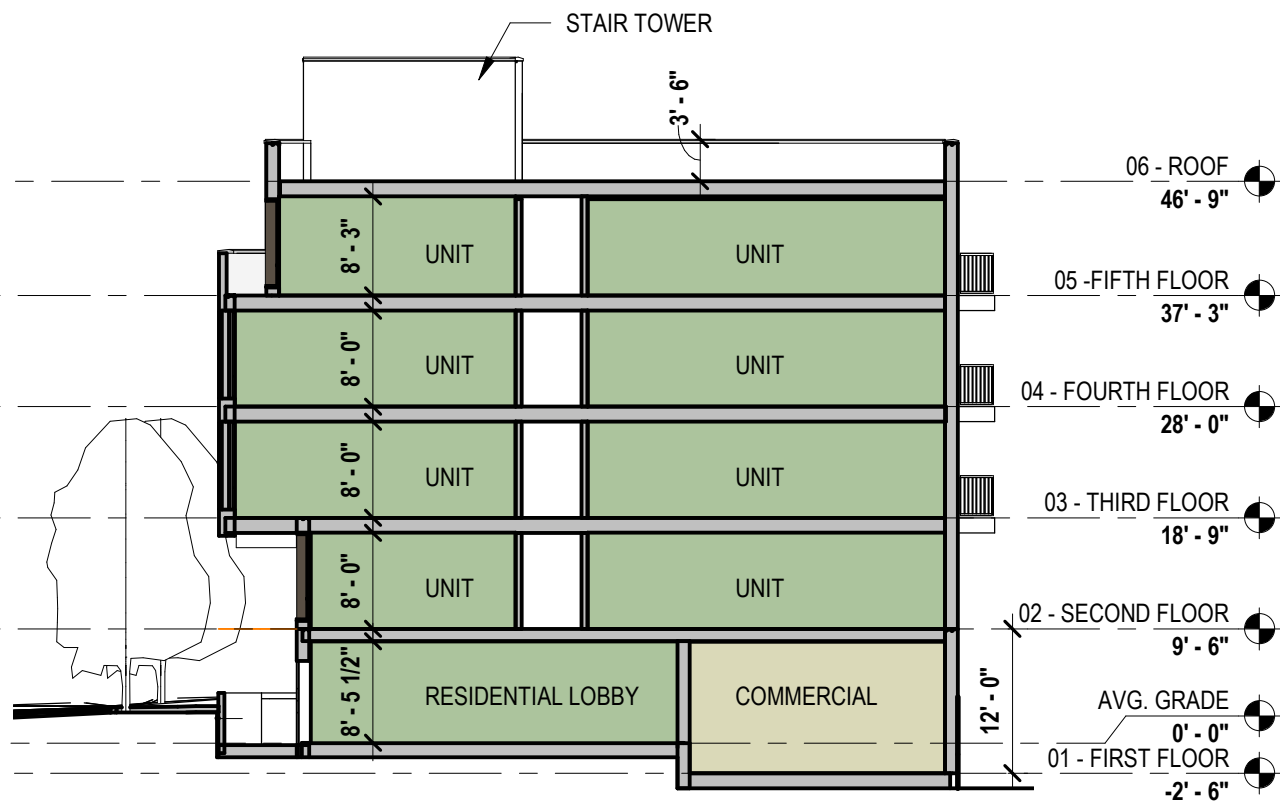 STAIR TOWER
3' - 6"
06 - ROOF
46' - 9"
8' - 3"
UNIT
UNIT
05 -FIFTH FLOOR
37' - 3"
8' - 0"
UNIT
UNIT
04 - FOURTH FLOOR
28' - 0"
8' - 0"
UNIT
UNIT
03 - THIRD FLOOR
18' - 9"
8' - 0"
UNIT
UNIT
02 - SECOND FLOOR
9' - 6"
8' - 5 1/2"
RESIDENTIAL LOBBY
COMMERCIAL
12' - 0"
AVG. GRADE
0' - 0"
01 - FIRST FLOOR
-2' - 6"